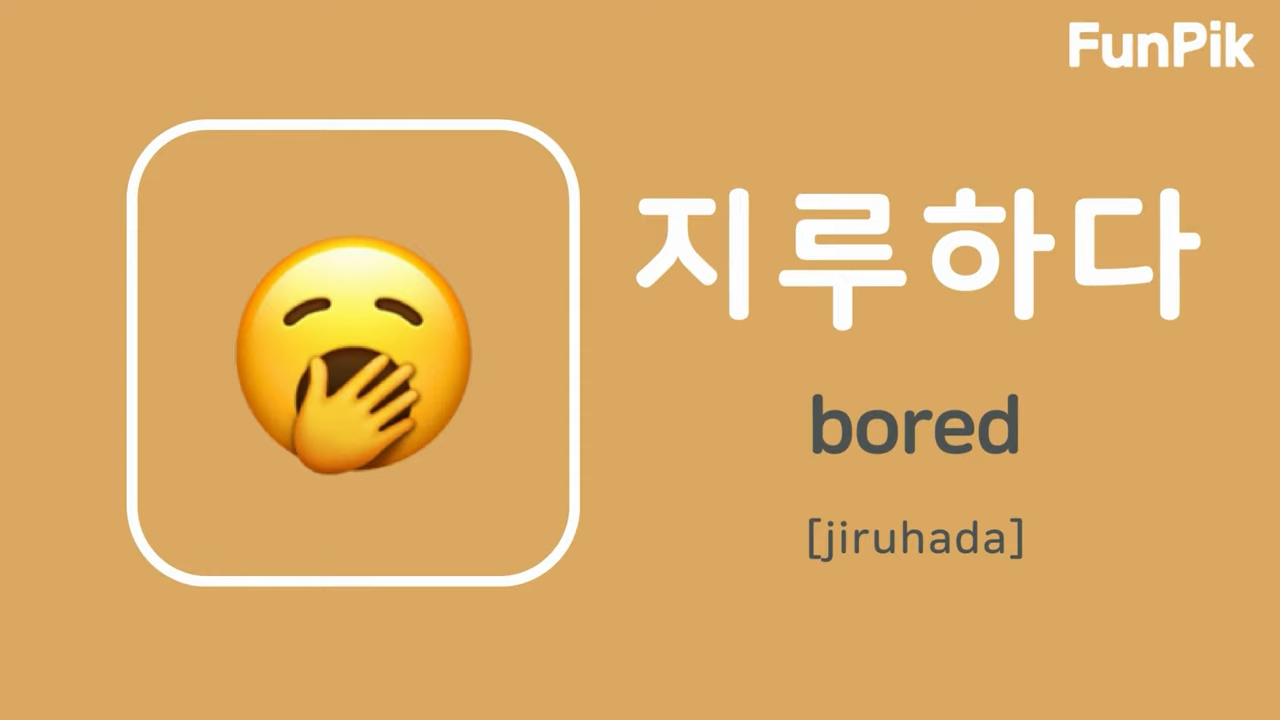 FunPik
지루하다
bored
[jiruhada]